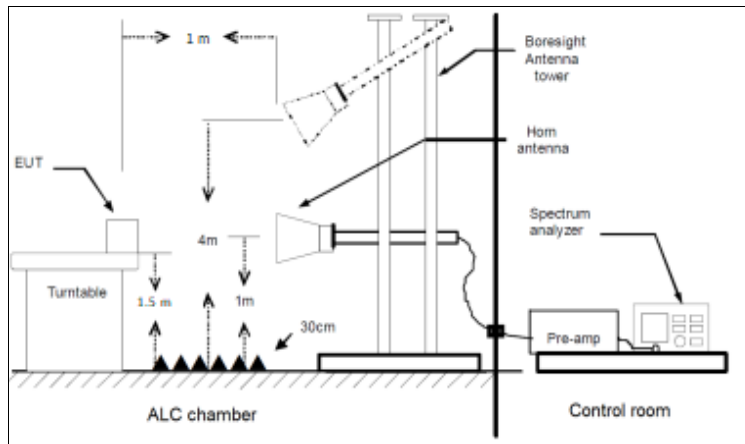 1 m
Boresight
Antenna
tower
Horn
antenna
EUT
Spectrum
analyzer
4m
Turntable
1.5 m
1m
30cm
Pre-amp
ALC chamber
Control room